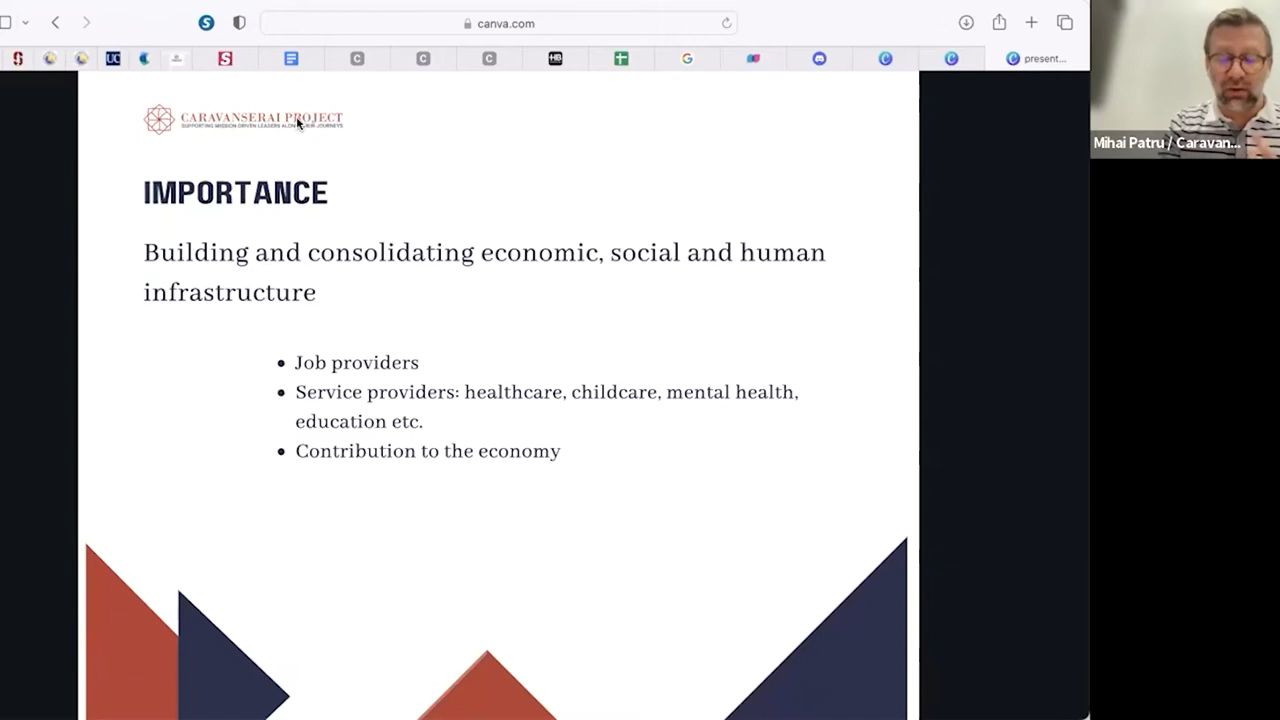 canva.com
present...
CARAVANSERAI PROJECT
SUPPORTING MISSION-DRIVEN LEADERS ALONG THEIR JOURNEYS
IMPORTANCE
Building and consolidating economic, social and human
infrastructure
Job providers
Service providers: healthcare, childcare, mental health,
education etc.
Contribution to the economy
Mihai Patru / Caravan...